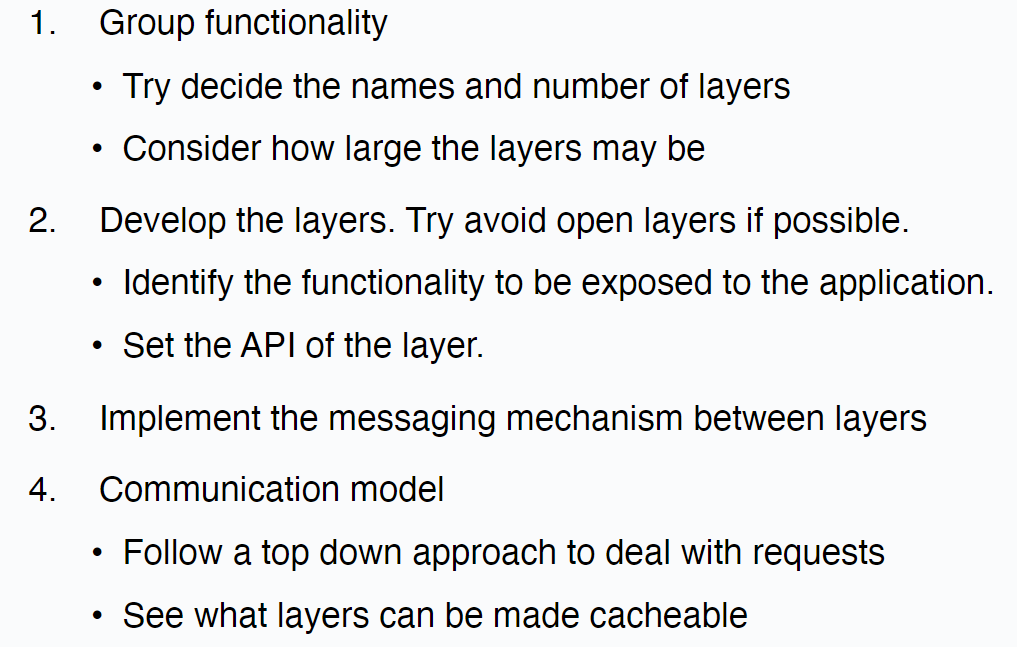 1. Group functionality
• Try decide the names and number of layers
• Consider how large the layers may be
2. Develop the layers. Try avoid open layers if possible.
• Identify the functionality to be exposed to the application.
• Set the API of the layer.
3. Implement the messaging mechanism between layers
4. Communication model
• Follow a top down approach to deal with requests
• See what layers can be made cacheable